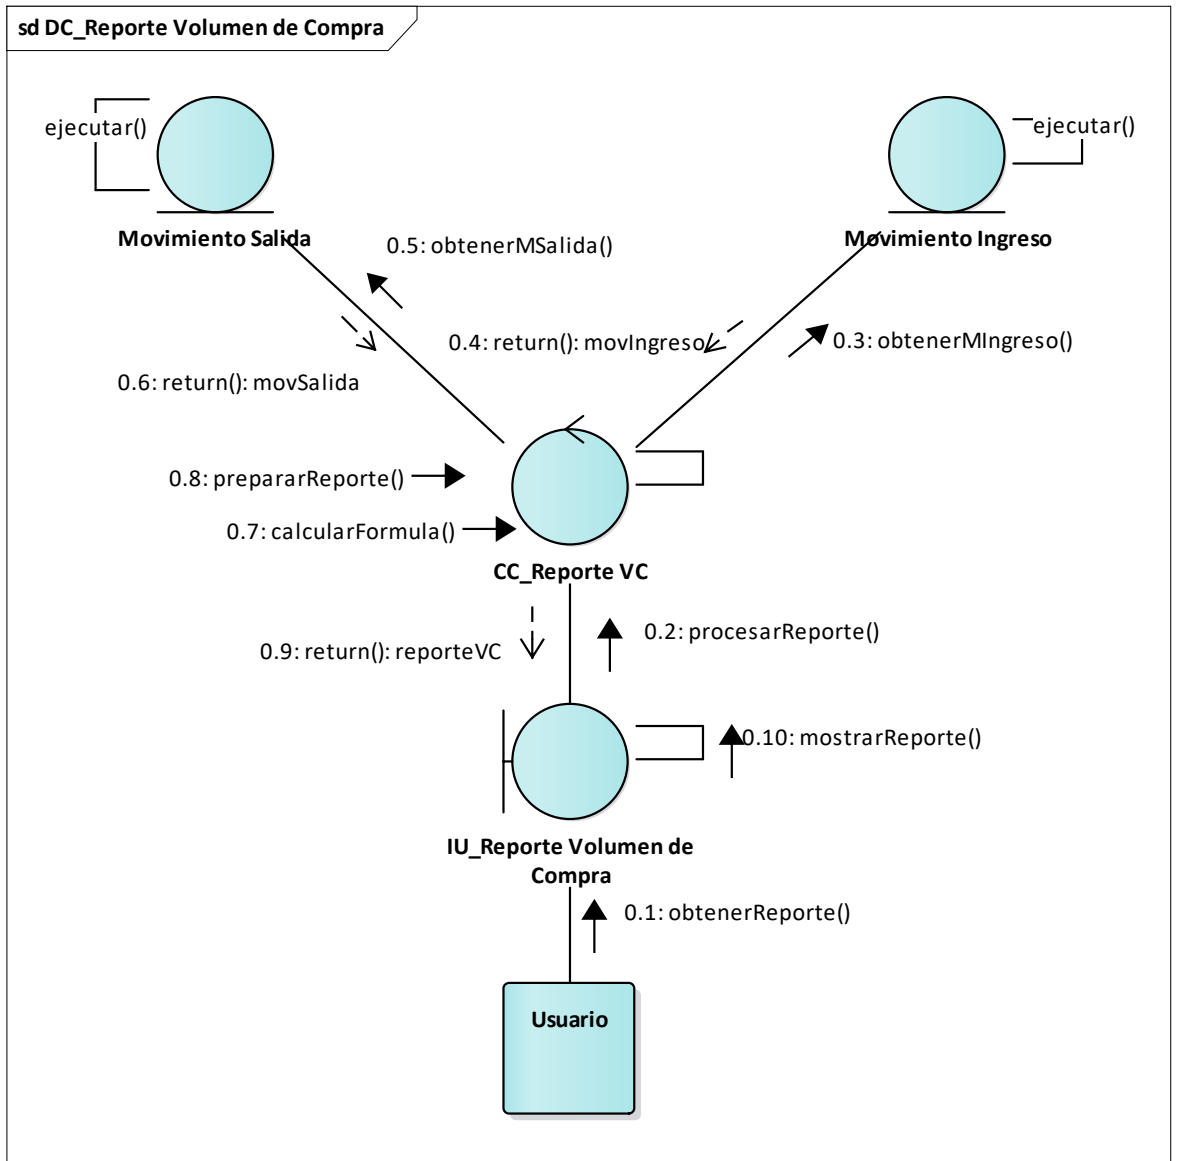 sd DC_Reporte Volumen de Compra
ejecutar()
ejecutar()
Movimiento Salida
Movimiento Ingreso
0.5: obtenerMSalida()
0.4: return(): movIngreso
0.3: obtenerMIngreso()
0.6: return(): movSalida
0.8: prepararReporte()
0.7: calcularFormula()
CC_Reporte VC
0.2: procesarReporte()
0.9: return(): reporteVC
0.10: mostrarReporte()
IU_Reporte Volumen de
Compra
0.1: obtenerReporte()
Usuario